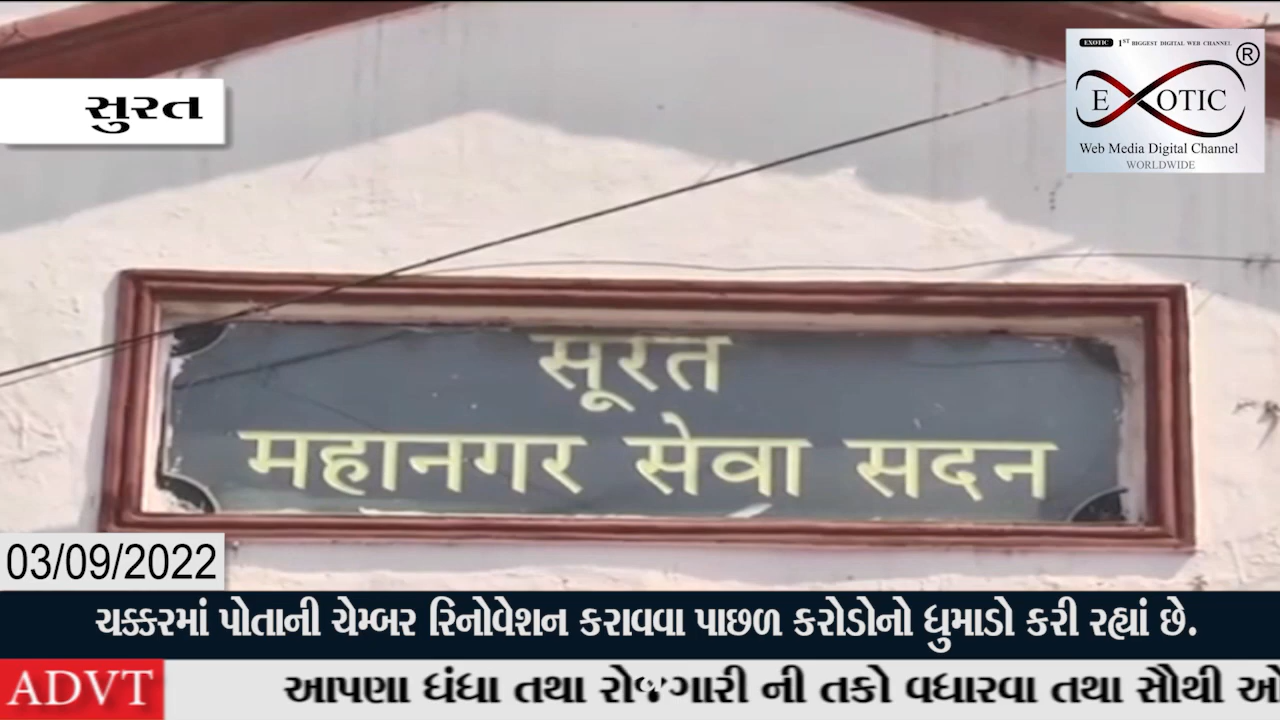 EXOTIC 1ST BIGGEST DIGITAL WEB CHANNEL
®
EXOTIC
Web Media Digital Channel
WORLDWIDE
સુરત
सूरत
महानगर सेवा सदन
03/09/2022
ચક્કરમાં પોતાની ચેમ્બર રિનોવેશન કરાવવા પાછળ કરોડોનો ધુમાડો કરી રહ્યાં છે.
ADVT આપણા ધંધા તથા રોજગારી ની તકો વધારવા તથા સૌથી ઓ